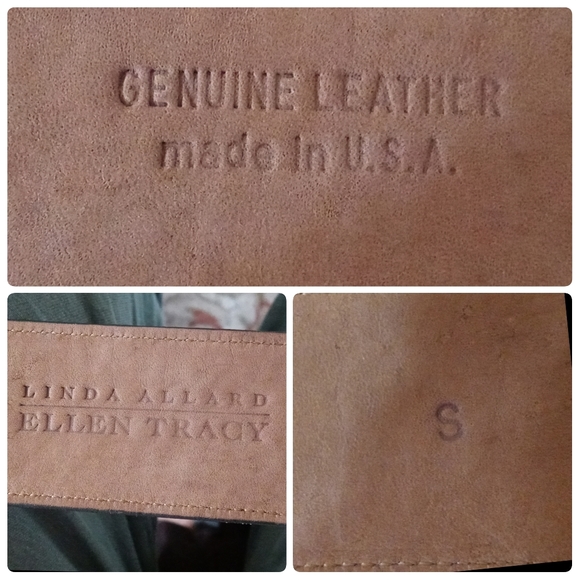 GENUINE LEATHER
made in U.S.A.
LINDA ALLARD
ELLEN TRACY
S